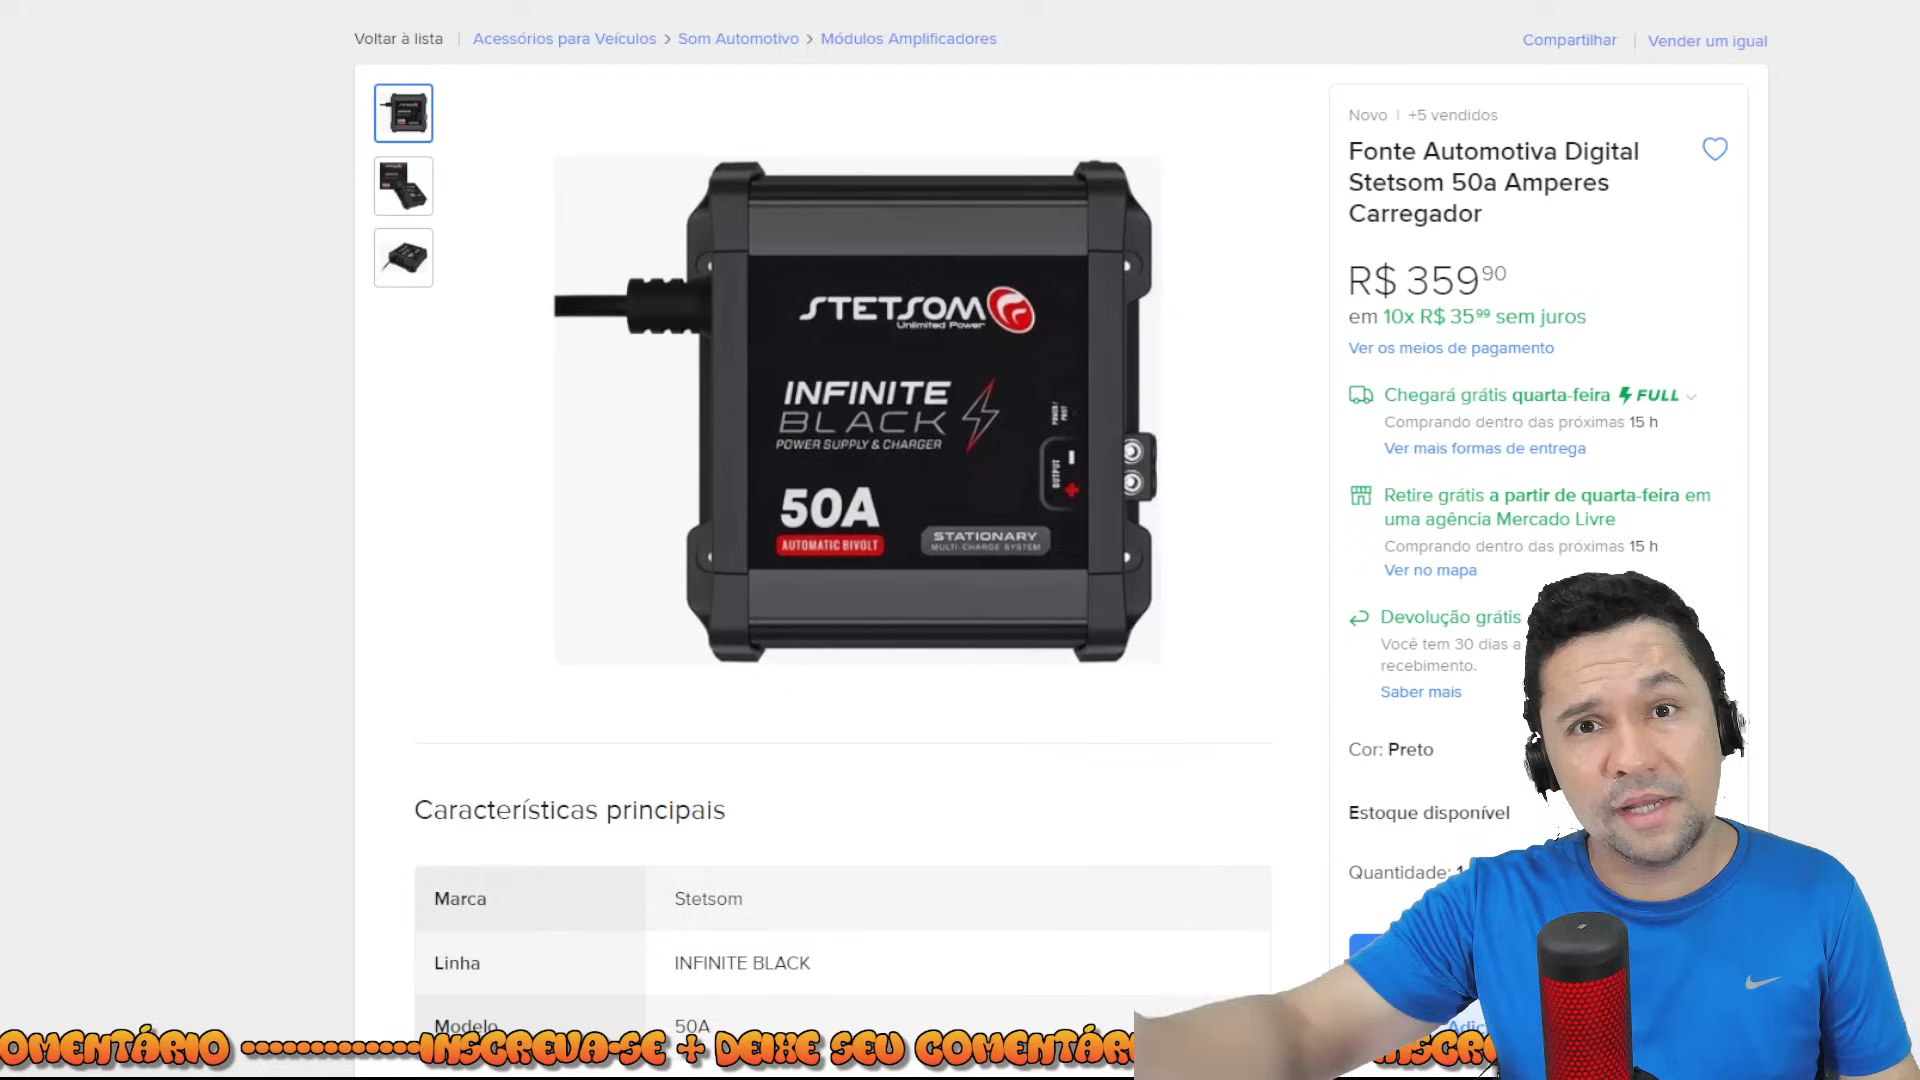 Voltar à lista | Acessórios para Veículos > Som Automotivo > Módulos Amplificadores
Compartilhar | Vender um igual
STETSOM
Unlimited Power
INFINITE
BLACK
POWER SUPPLY & CHARGER
50A
AUTOMATIC BIVOLT
STATIONARY
MULTI-CHARGE SYSTEM
OUTPUT
Novo | +5 vendidos
Fonte Automotiva Digital
Stetsom 50a Amperes
Carregador
R$ 359 90
em 10x R$ 35 99 sem juros
Ver os meios de pagamento
Chegará grátis quarta-feira FULL
Comprando dentro das próximas 15 h
Ver mais formas de entrega
Retire grátis a partir de quarta-feira em
uma agência Mercado Livre
Comprando dentro das próximas 15 h
Ver no mapa
Devolução grátis
Você tem 30 dias a
recebimento.
Saber mais
Cor: Preto
Estoque disponível
Quantidade: 1
Características principais
Marca Stetsom
Linha INFINITE BLACK
Modelo 50A
OMENTÁRIO -------------INSCREVA-SE + DEIXE SEU COMENTÁR INSCR